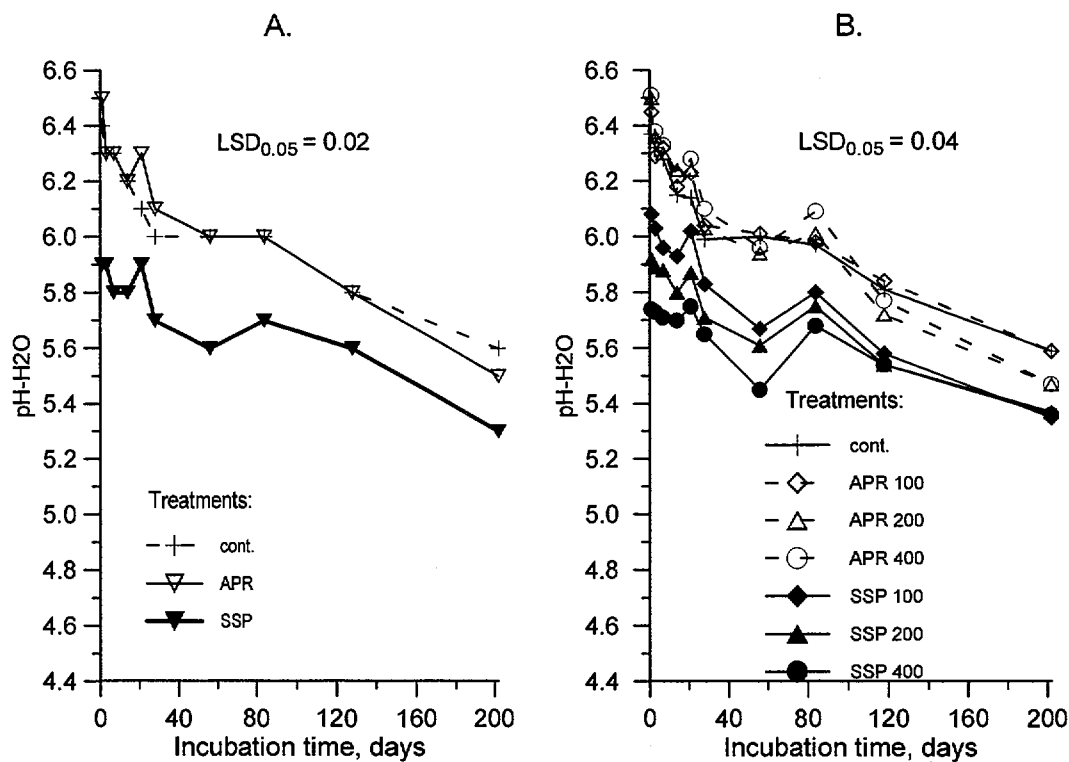 A.
6.6
6.4
6.2
6.0
5.8
5.6
5.4
5.2
5.0
4.8
4.6
4.4
pH-H2O
LSD0.05 = 0.02
Treatments:
cont.
APR
SSP
0 40 80 120 160 200
Incubation time, days
B.
6.6
6.4
6.2
6.0
5.8
5.6
5.4
5.2
5.0
4.8
4.6
4.4
pH-H2O
LSD0.05 = 0.04
Treatments:
cont.
APR 100
APR 200
APR 400
SSP 100
SSP 200
SSP 400
0 40 80 120 160 200
Incubation time, days